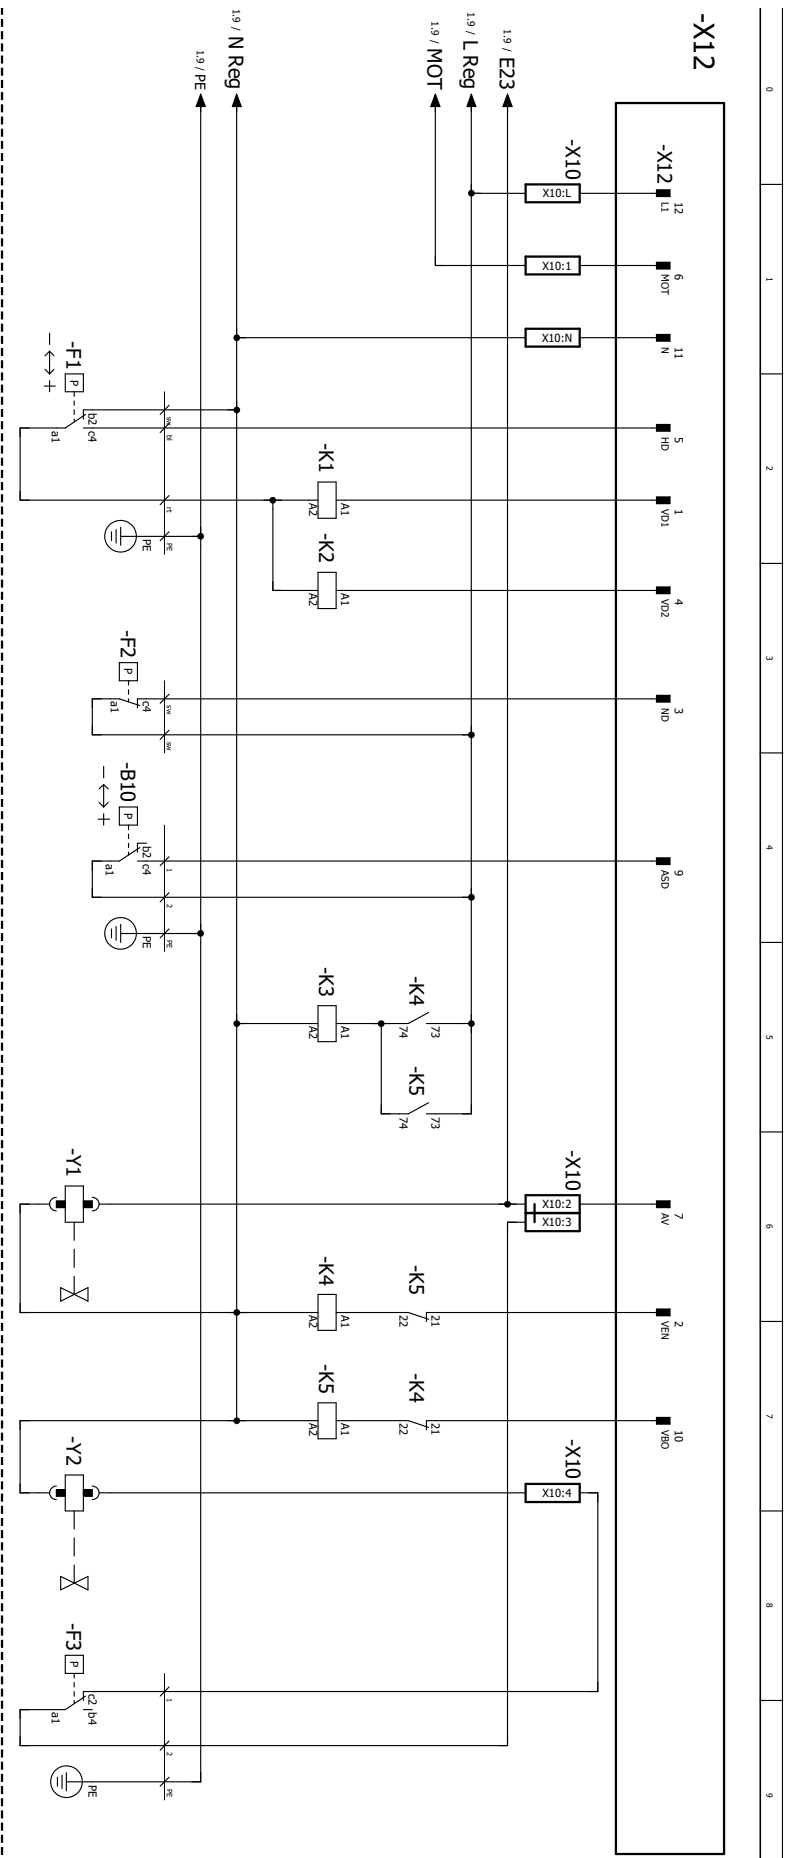 0
1
2
3
4
5
6
7
8
9
-X12
-X12
12
L1
6
MOT
11
N
5
HD
1
VD1
4
VD2
3
ND
9
ASD
7
AV
2
VEN
10
VBO
-X10
X10:L
X10:1
X10:N
-X10
X10:2
X10:3
-X10
X10:4
1.9 / E23
1.9 / L Reg
1.9 / MOT
1.9 / N Reg
1.9 / PE
-K4
73
74
-K5
73
74
-K5
21
22
-K4
21
22
-K1
A1
A2
-K2
A1
A2
-K3
A1
A2
-K4
A1
A2
-K5
A1
A2
-F1
P
b2
c4
a1
sw
bl
rt
PE
PE
-F2
P
c4
a1
sw
sw
-B10
P
b2
c4
a1
1
2
PE
PE
-Y1
-Y2
-F3
P
c2
b4
a1
1
2
PE
PE